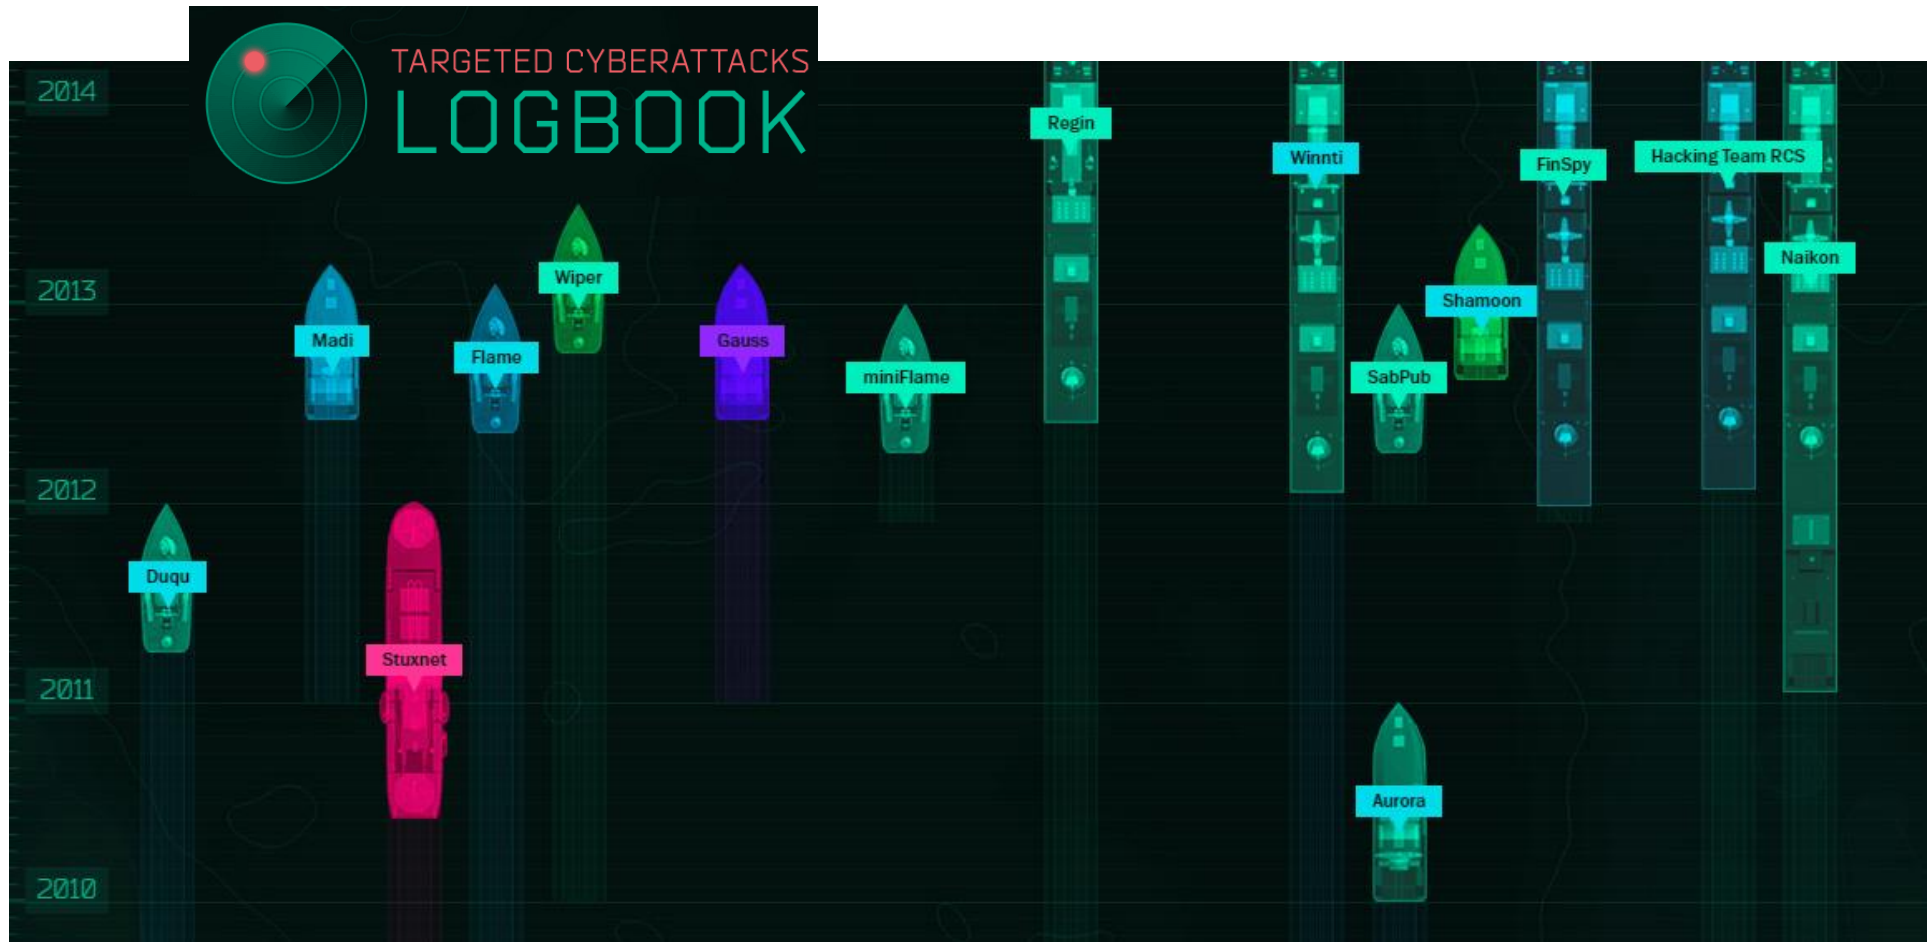 TARGETED CYBERATTACKS
LOGBOOK
2014
Regin
Winnti
FinSpy
Hacking Team RCS
Naikon
Wiper
2013
Shamoon
Madi
Flame
Gauss
miniFlame
SabPub
2012
Duqu
Stuxnet
2011
Aurora
2010